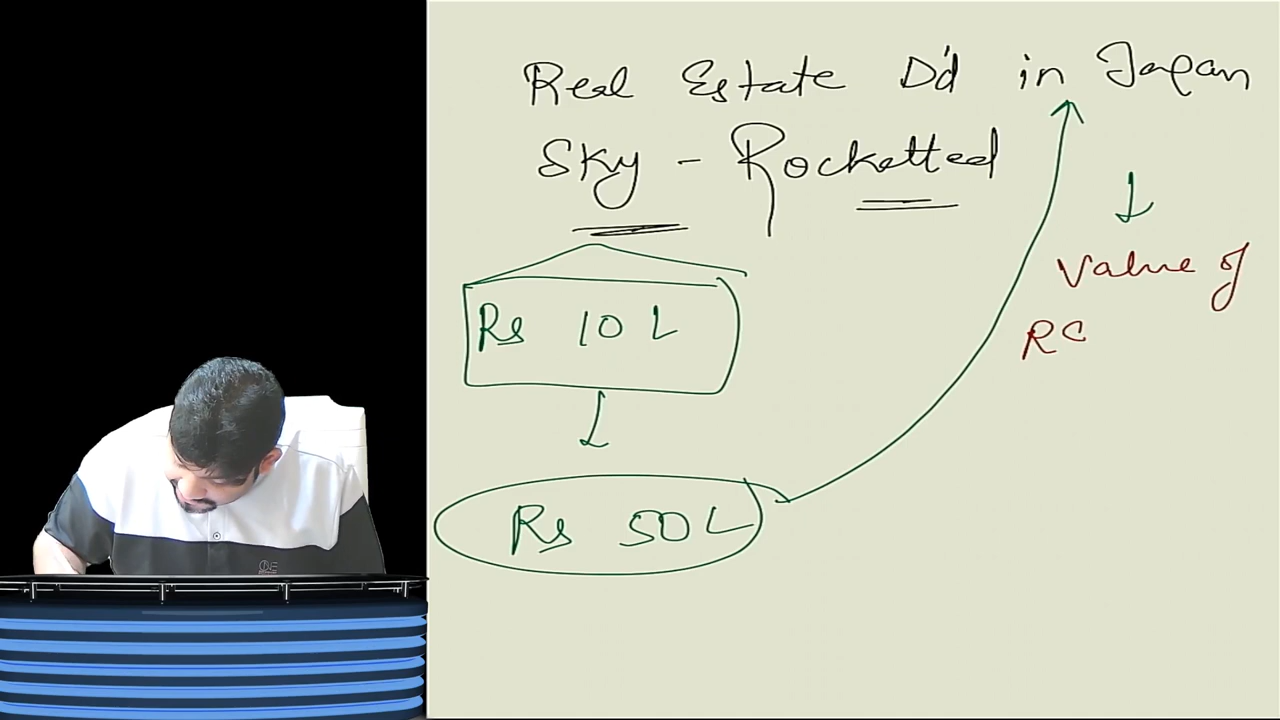 Real Estate D'd in Japan
Sky - Rocketted
Rs 10 L
Rs 50 L
Value of
RC